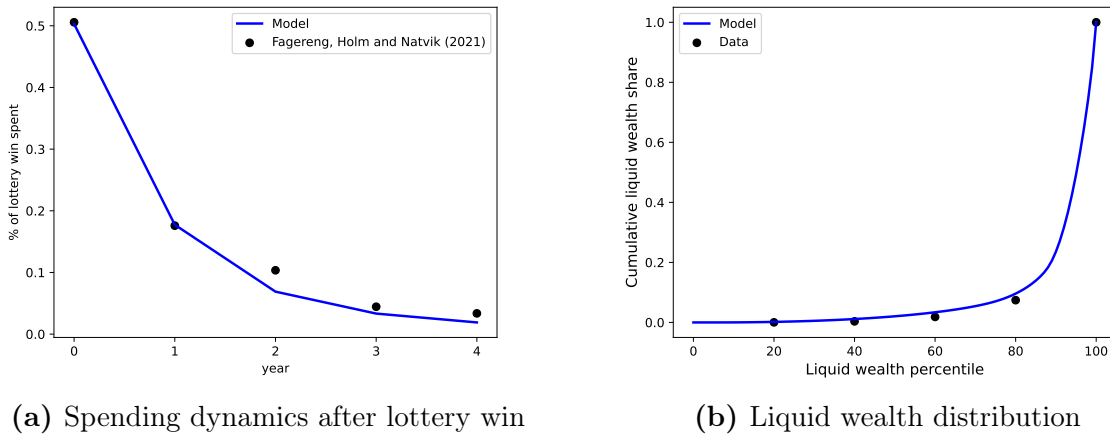 0.5
0.4
0.3
0.2
0.1
0.0
% of lottery win spent
Model
Fagereng, Holm and Natvik (2021)
0 1 2 3 4
year
(a) Spending dynamics after lottery win
1.0
0.8
0.6
0.4
0.2
0.0
Cumulative liquid wealth share
Model
Data
0 20 40 60 80 100
Liquid wealth percentile
(b) Liquid wealth distribution